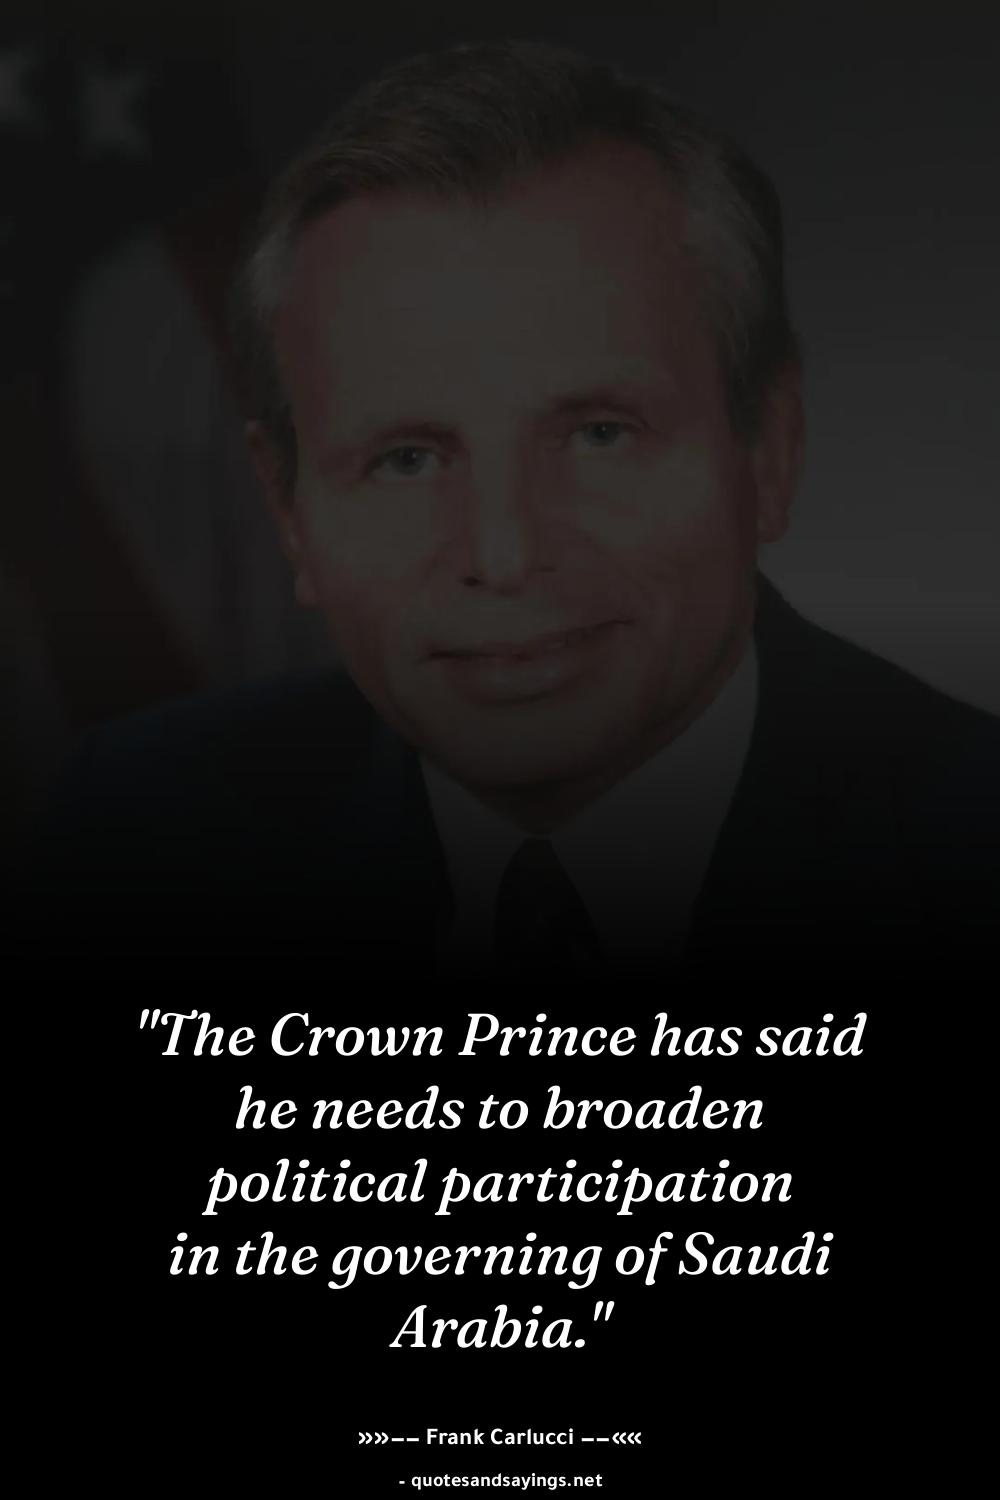 "The Crown Prince has said
he needs to broaden
political participation
in the governing of Saudi
Arabia."
»»–– Frank Carlucci ––««
- quotesandsayings.net